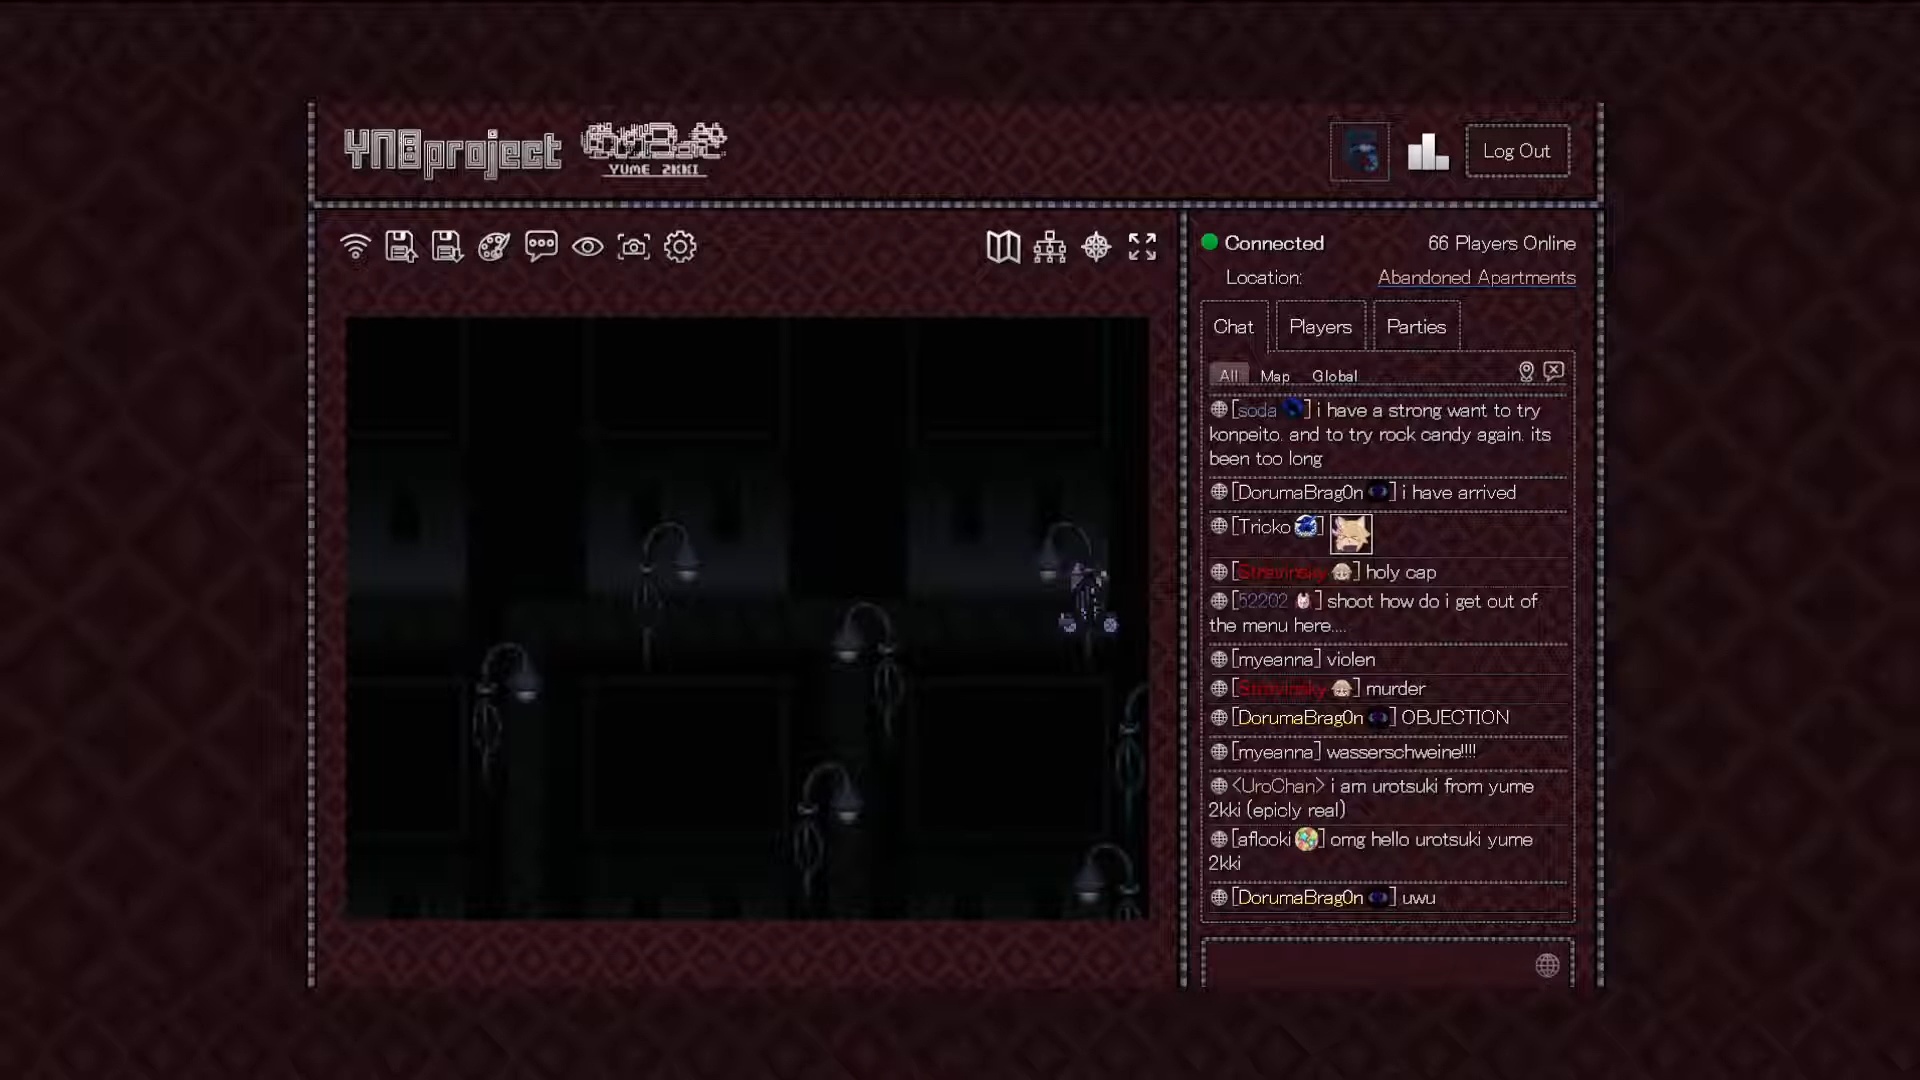 YNOproject
YUME 2KKI
Log Out
Connected
66 Players Online
Location:
Abandoned Apartments
Chat
Players
Parties
All
Map
Global
[soda ] i have a strong want to try
konpeito. and to try rock candy again. its
been too long
[DorumaBrag0n ] i have arrived
[Tricko ]
[Stravinsky ] holy cap
[52202 ] shoot how do i get out of
the menu here....
[myeanna] violen
[Stravinsky ] murder
[DorumaBrag0n ] OBJECTION
[myeanna] wasserschweine!!!!
<UroChan> i am urotsuki from yume
2kki (epicly real)
[aflooki ] omg hello urotsuki yume
2kki
[DorumaBrag0n ] uwu